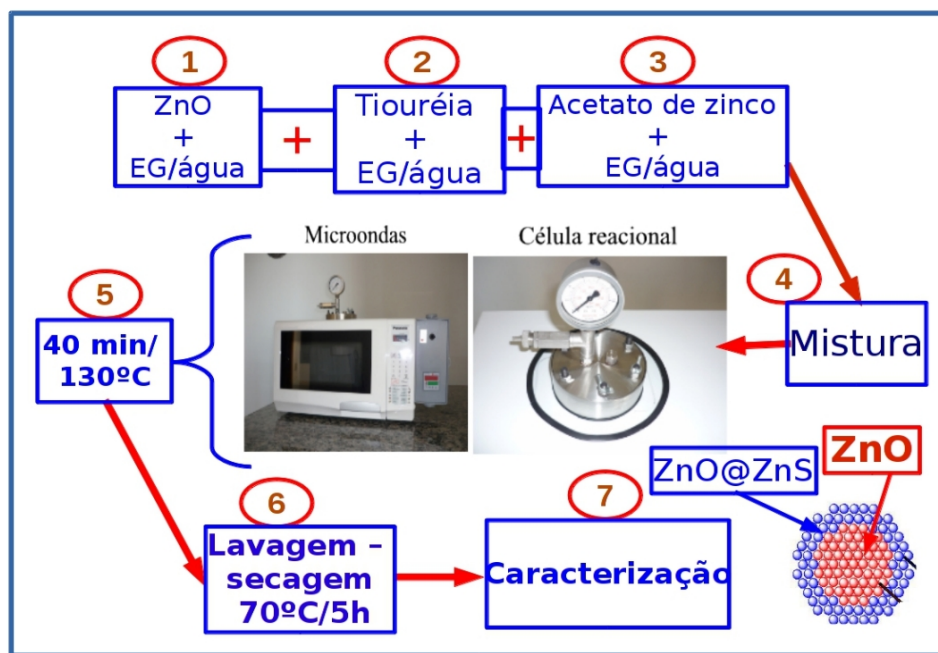 1
ZnO
+
EG/água
+
2
Tiouréia
+
EG/água
+
3
Acetato de zinco
+
EG/água
Microondas
Célula reacional
4
Mistura
5
40 min/
130ºC
6
Lavagem –
secagem
70ºC/5h
7
Caracterização
ZnO@ZnS
ZnO